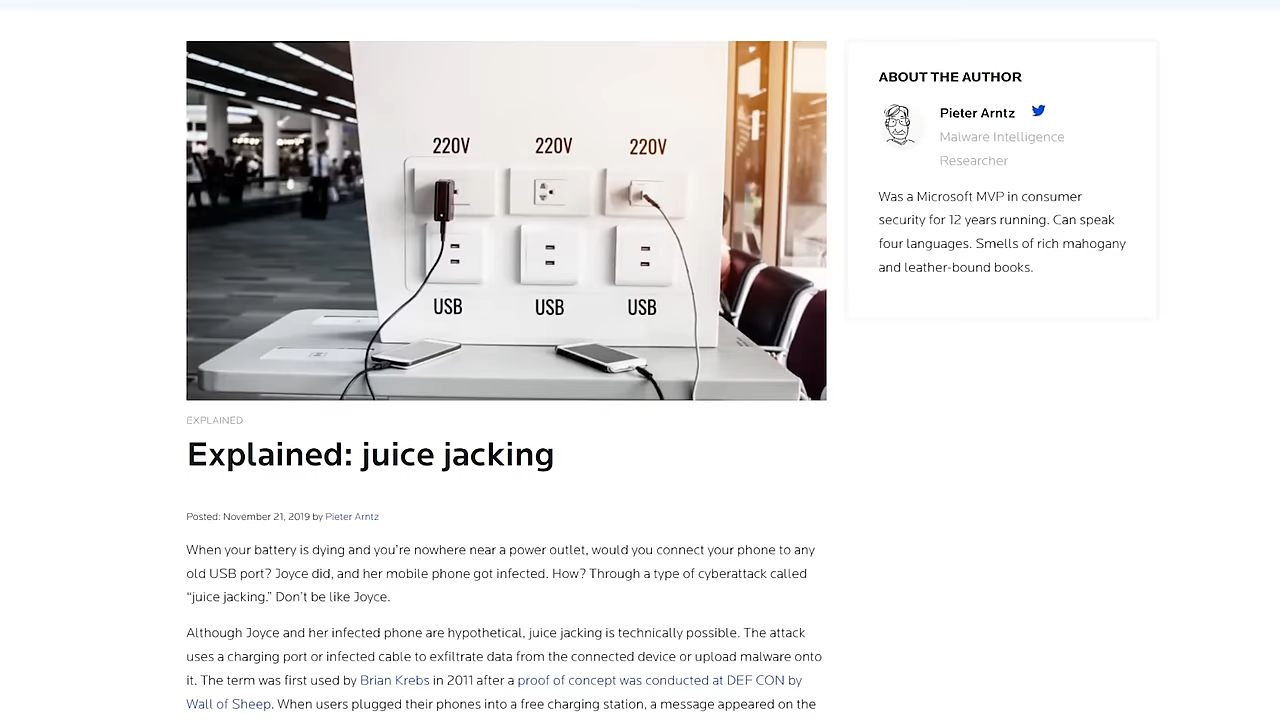 220V 220V 220V
USB USB USB
EXPLAINED
Explained: juice jacking
Posted: November 21, 2019 by Pieter Arntz
When your battery is dying and you’re nowhere near a power outlet, would you connect your phone to any
old USB port? Joyce did, and her mobile phone got infected. How? Through a type of cyberattack called
“juice jacking.” Don’t be like Joyce.
Although Joyce and her infected phone are hypothetical, juice jacking is technically possible. The attack
uses a charging port or infected cable to exfiltrate data from the connected device or upload malware onto
it. The term was first used by Brian Krebs in 2011 after a proof of concept was conducted at DEF CON by
Wall of Sheep. When users plugged their phones into a free charging station, a message appeared on the
ABOUT THE AUTHOR
Pieter Arntz
Malware Intelligence
Researcher
Was a Microsoft MVP in consumer
security for 12 years running. Can speak
four languages. Smells of rich mahogany
and leather-bound books.